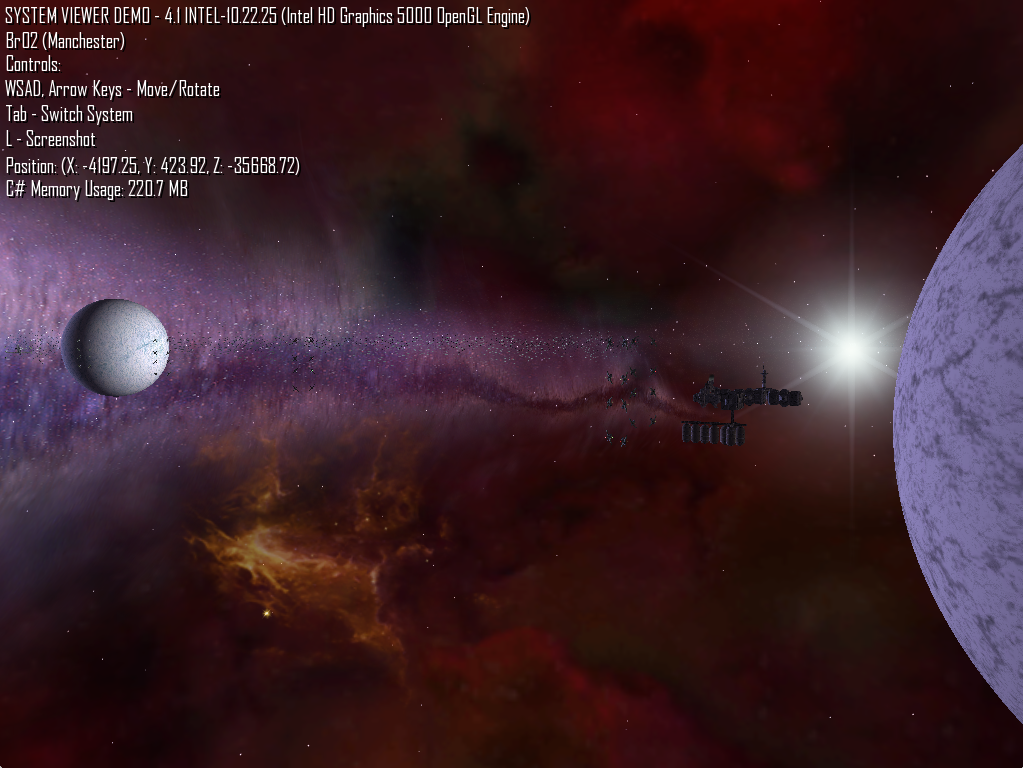 SYSTEM VIEWER DEMO - 4.1 INTEL-10.22.25 (Intel HD Graphics 5000 OpenGL Engine)
Br02 (Manchester)
Controls:
WSAD, Arrow Keys - Move/Rotate
Tab - Switch System
L - Screenshot
Position: (X: -4197.25, Y: 423.92, Z: -35668.72)
C# Memory Usage: 220.7 MB